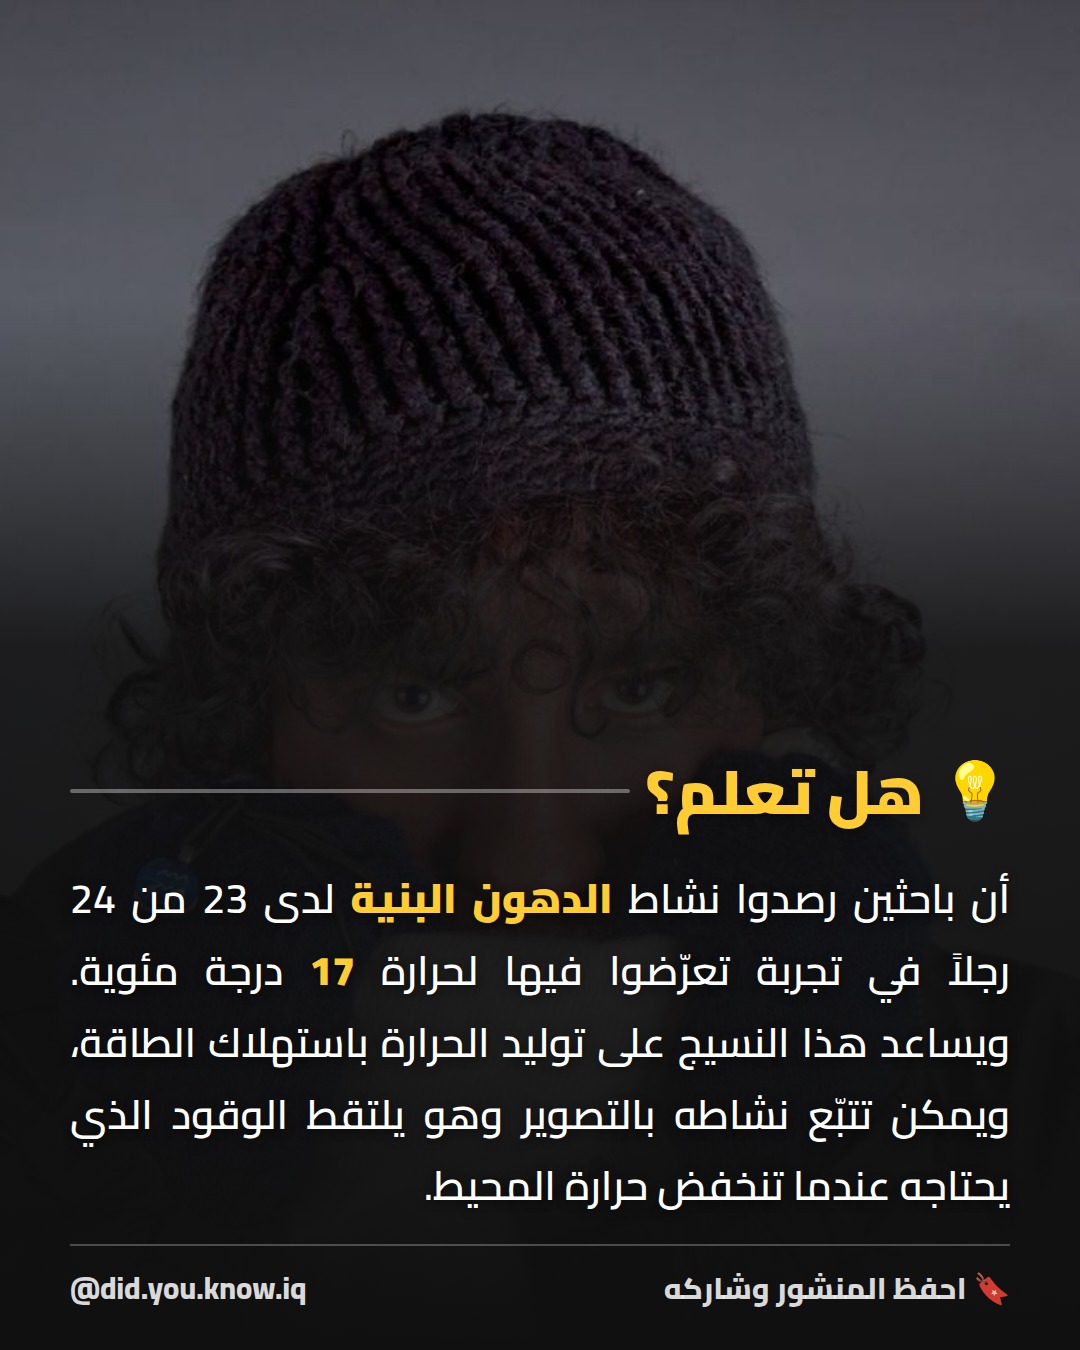 💡 هل تعلم؟
أن باحثين رصدوا نشاط الدهون البنية لدى 23 من 24
رجلاً في تجربة تعرّضوا فيها لحرارة 17 درجة مئوية.
ويساعد هذا النسيج على توليد الحرارة باستهلاك الطاقة،
ويمكن تتبّع نشاطه بالتصوير وهو يلتقط الوقود الذي
يحتاجه عندما تنخفض حرارة المحيط.
🔖 احفظ المنشور وشاركه
@did.you.know.iq